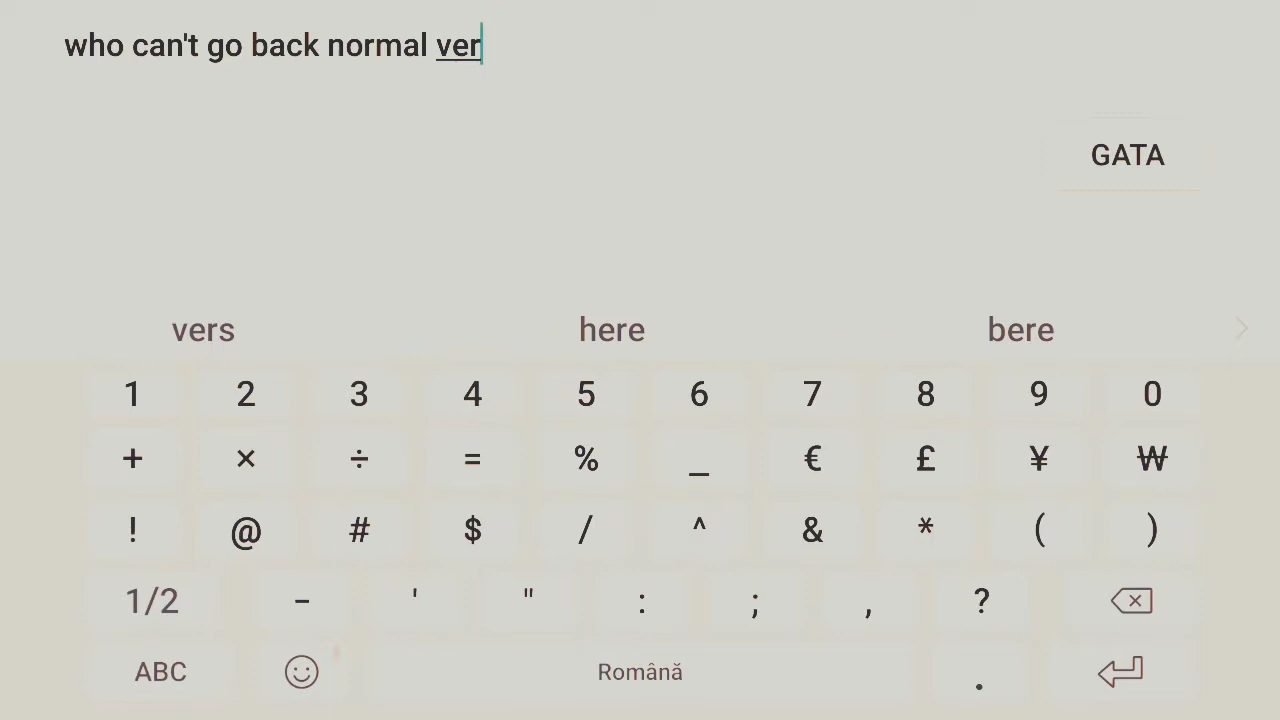 who can't go back normal ver
GATA
vers here bere
1 2 3 4 5 6 7 8 9 0
+ × ÷ = % _ € £ ¥ ₩
! @ # $ / ^ & * ( )
1/2 - ' " : ; , ?
ABC Română .